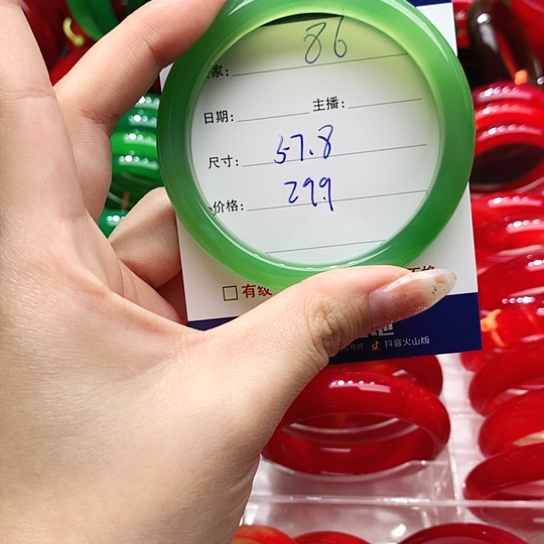 家: 86
日期: 主播:
尺寸: 57.8
价格: 299
□有纹
抖音火山版